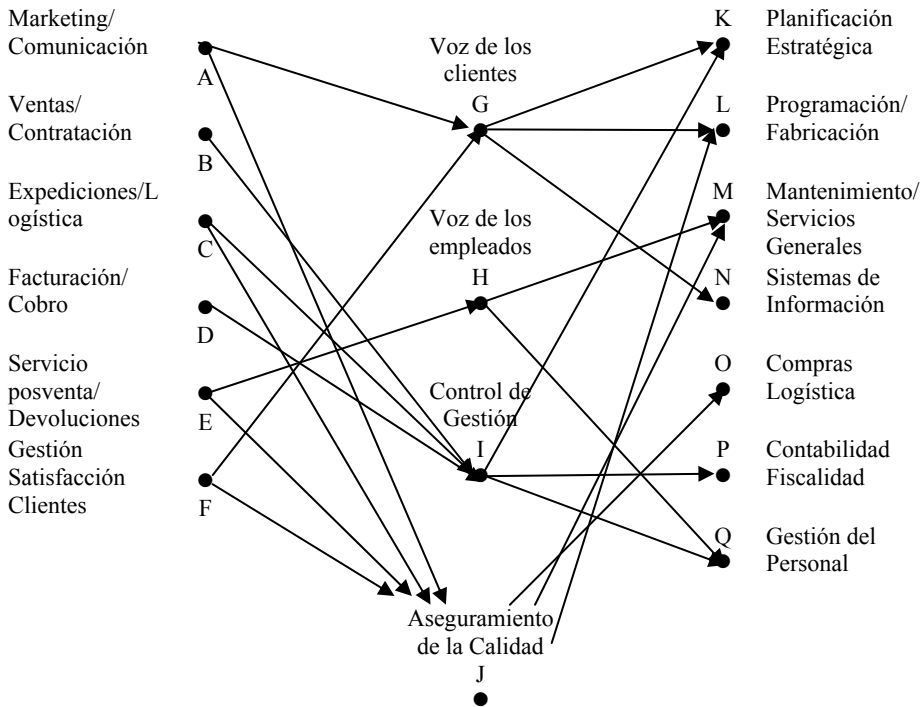 Marketing/
Comunicación
A
Ventas/
Contratación
B
Expediciones/L
ogística
C
Facturación/
Cobro
D
Servicio
posventa/
Devoluciones
E
Gestión
Satisfacción
Clientes
F
Voz de los
clientes
G
Voz de los
empleados
H
Control de
Gestión
I
Aseguramiento
de la Calidad
J
K Planificación
Estratégica
L Programación/
Fabricación
M Mantenimiento/
Servicios
Generales
N Sistemas de
Información
O Compras
Logística
P Contabilidad
Fiscalidad
Q Gestión del
Personal